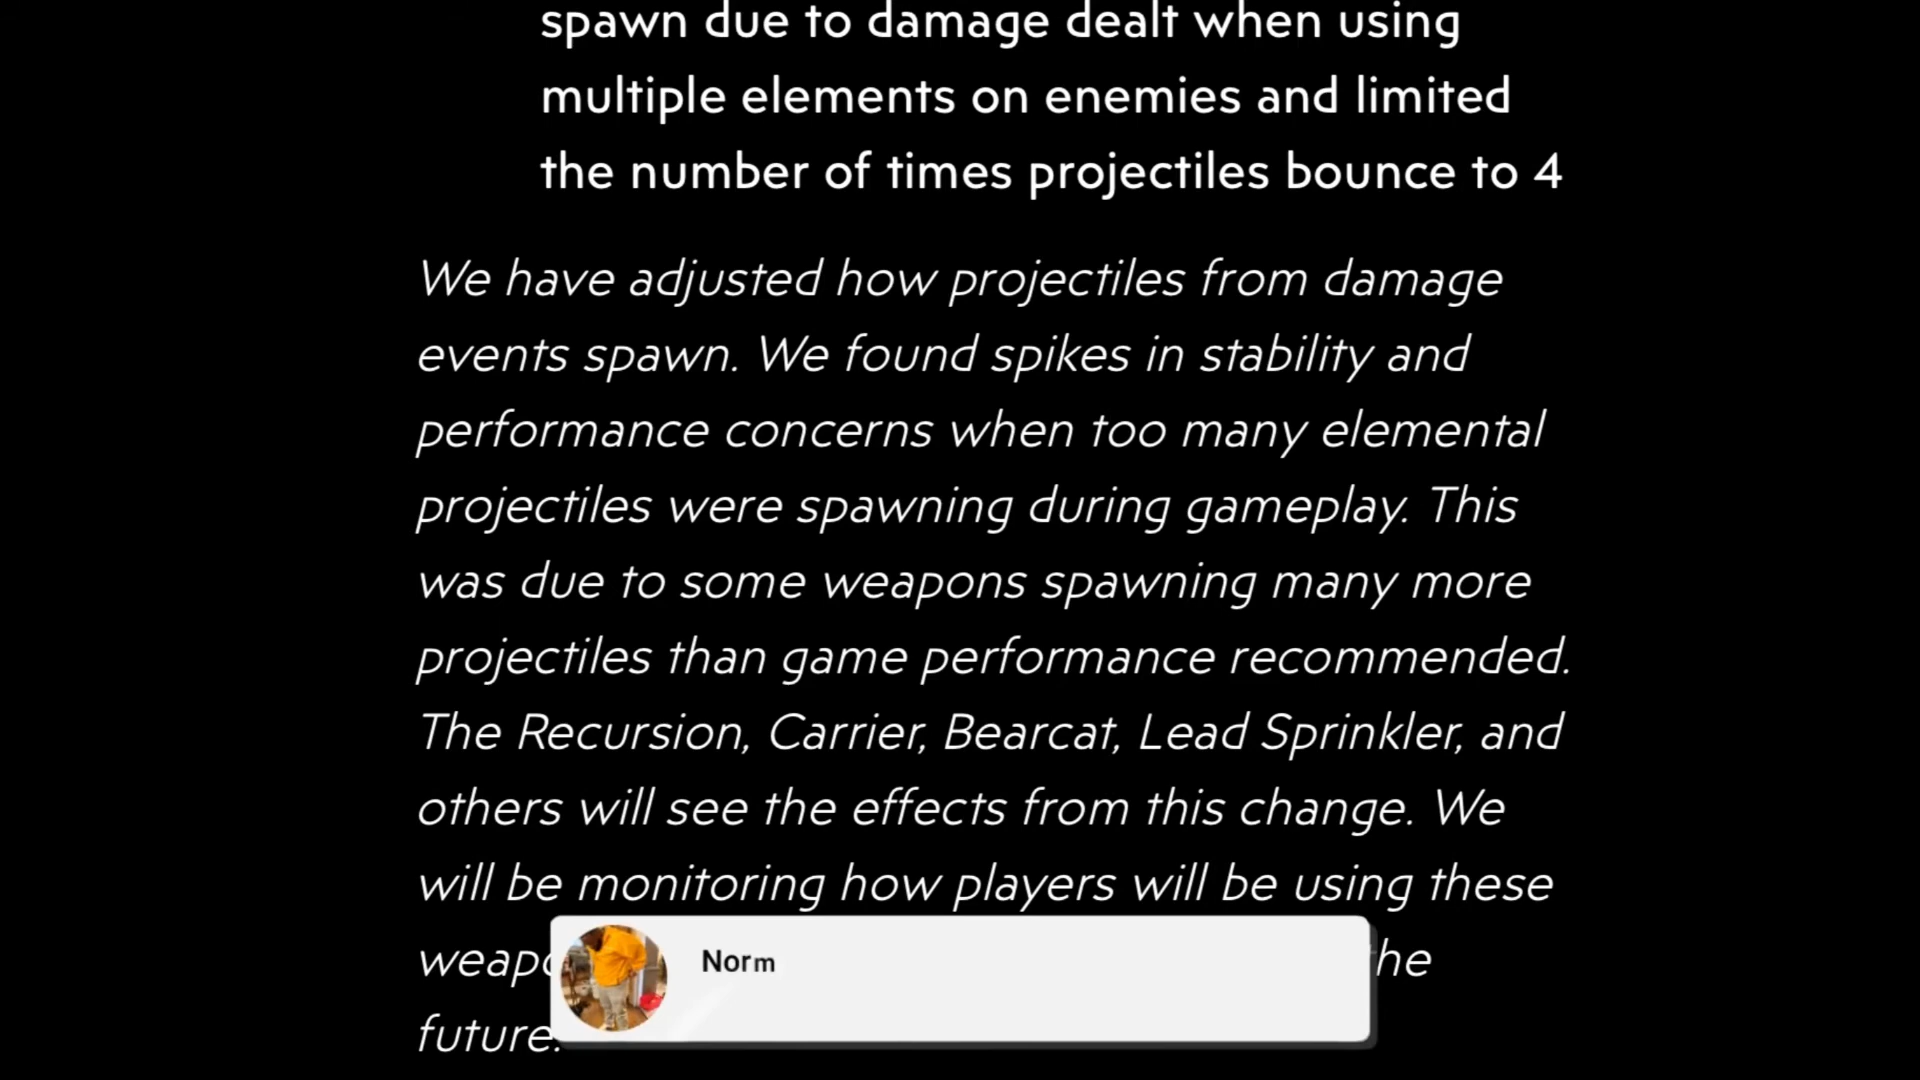 spawn due to damage dealt when using
multiple elements on enemies and limited
the number of times projectiles bounce to 4
We have adjusted how projectiles from damage
events spawn. We found spikes in stability and
performance concerns when too many elemental
projectiles were spawning during gameplay. This
was due to some weapons spawning many more
projectiles than game performance recommended.
The Recursion, Carrier, Bearcat, Lead Sprinkler, and
others will see the effects from this change. We
will be monitoring how players will be using these
future.
Norm